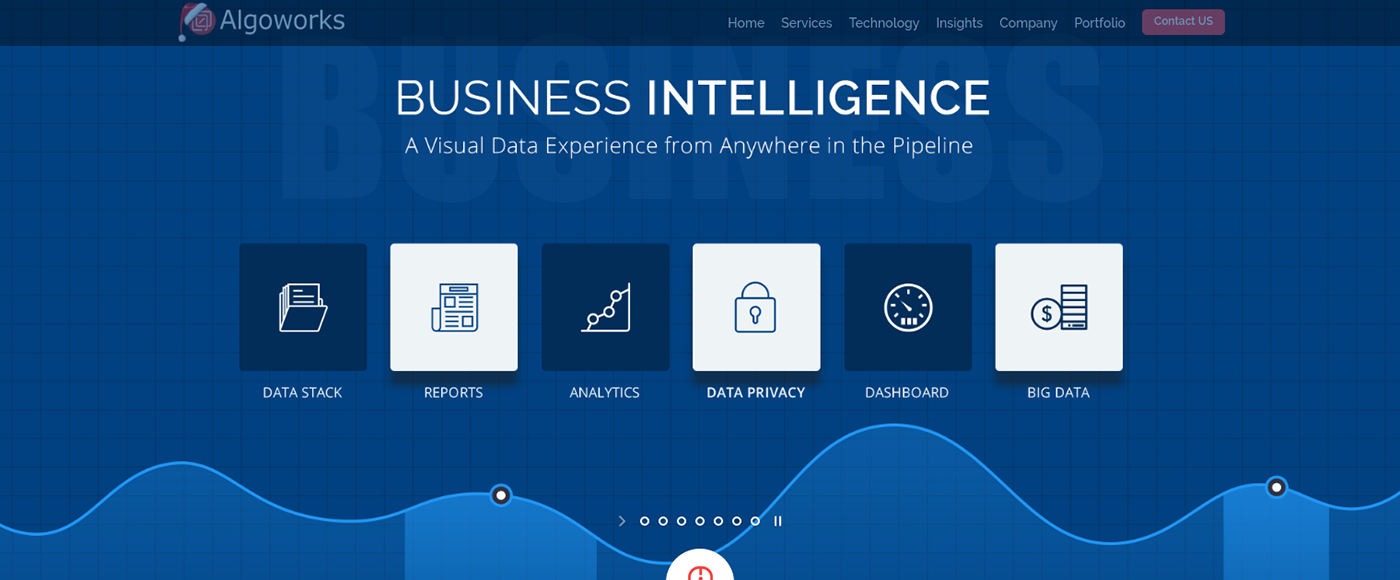 Algoworks
Home Services Technology Insights Company Portfolio Contact US
BUSINESS
BUSINESS INTELLIGENCE
A Visual Data Experience from Anywhere in the Pipeline
$
DATA STACK REPORTS ANALYTICS DATA PRIVACY DASHBOARD BIG DATA